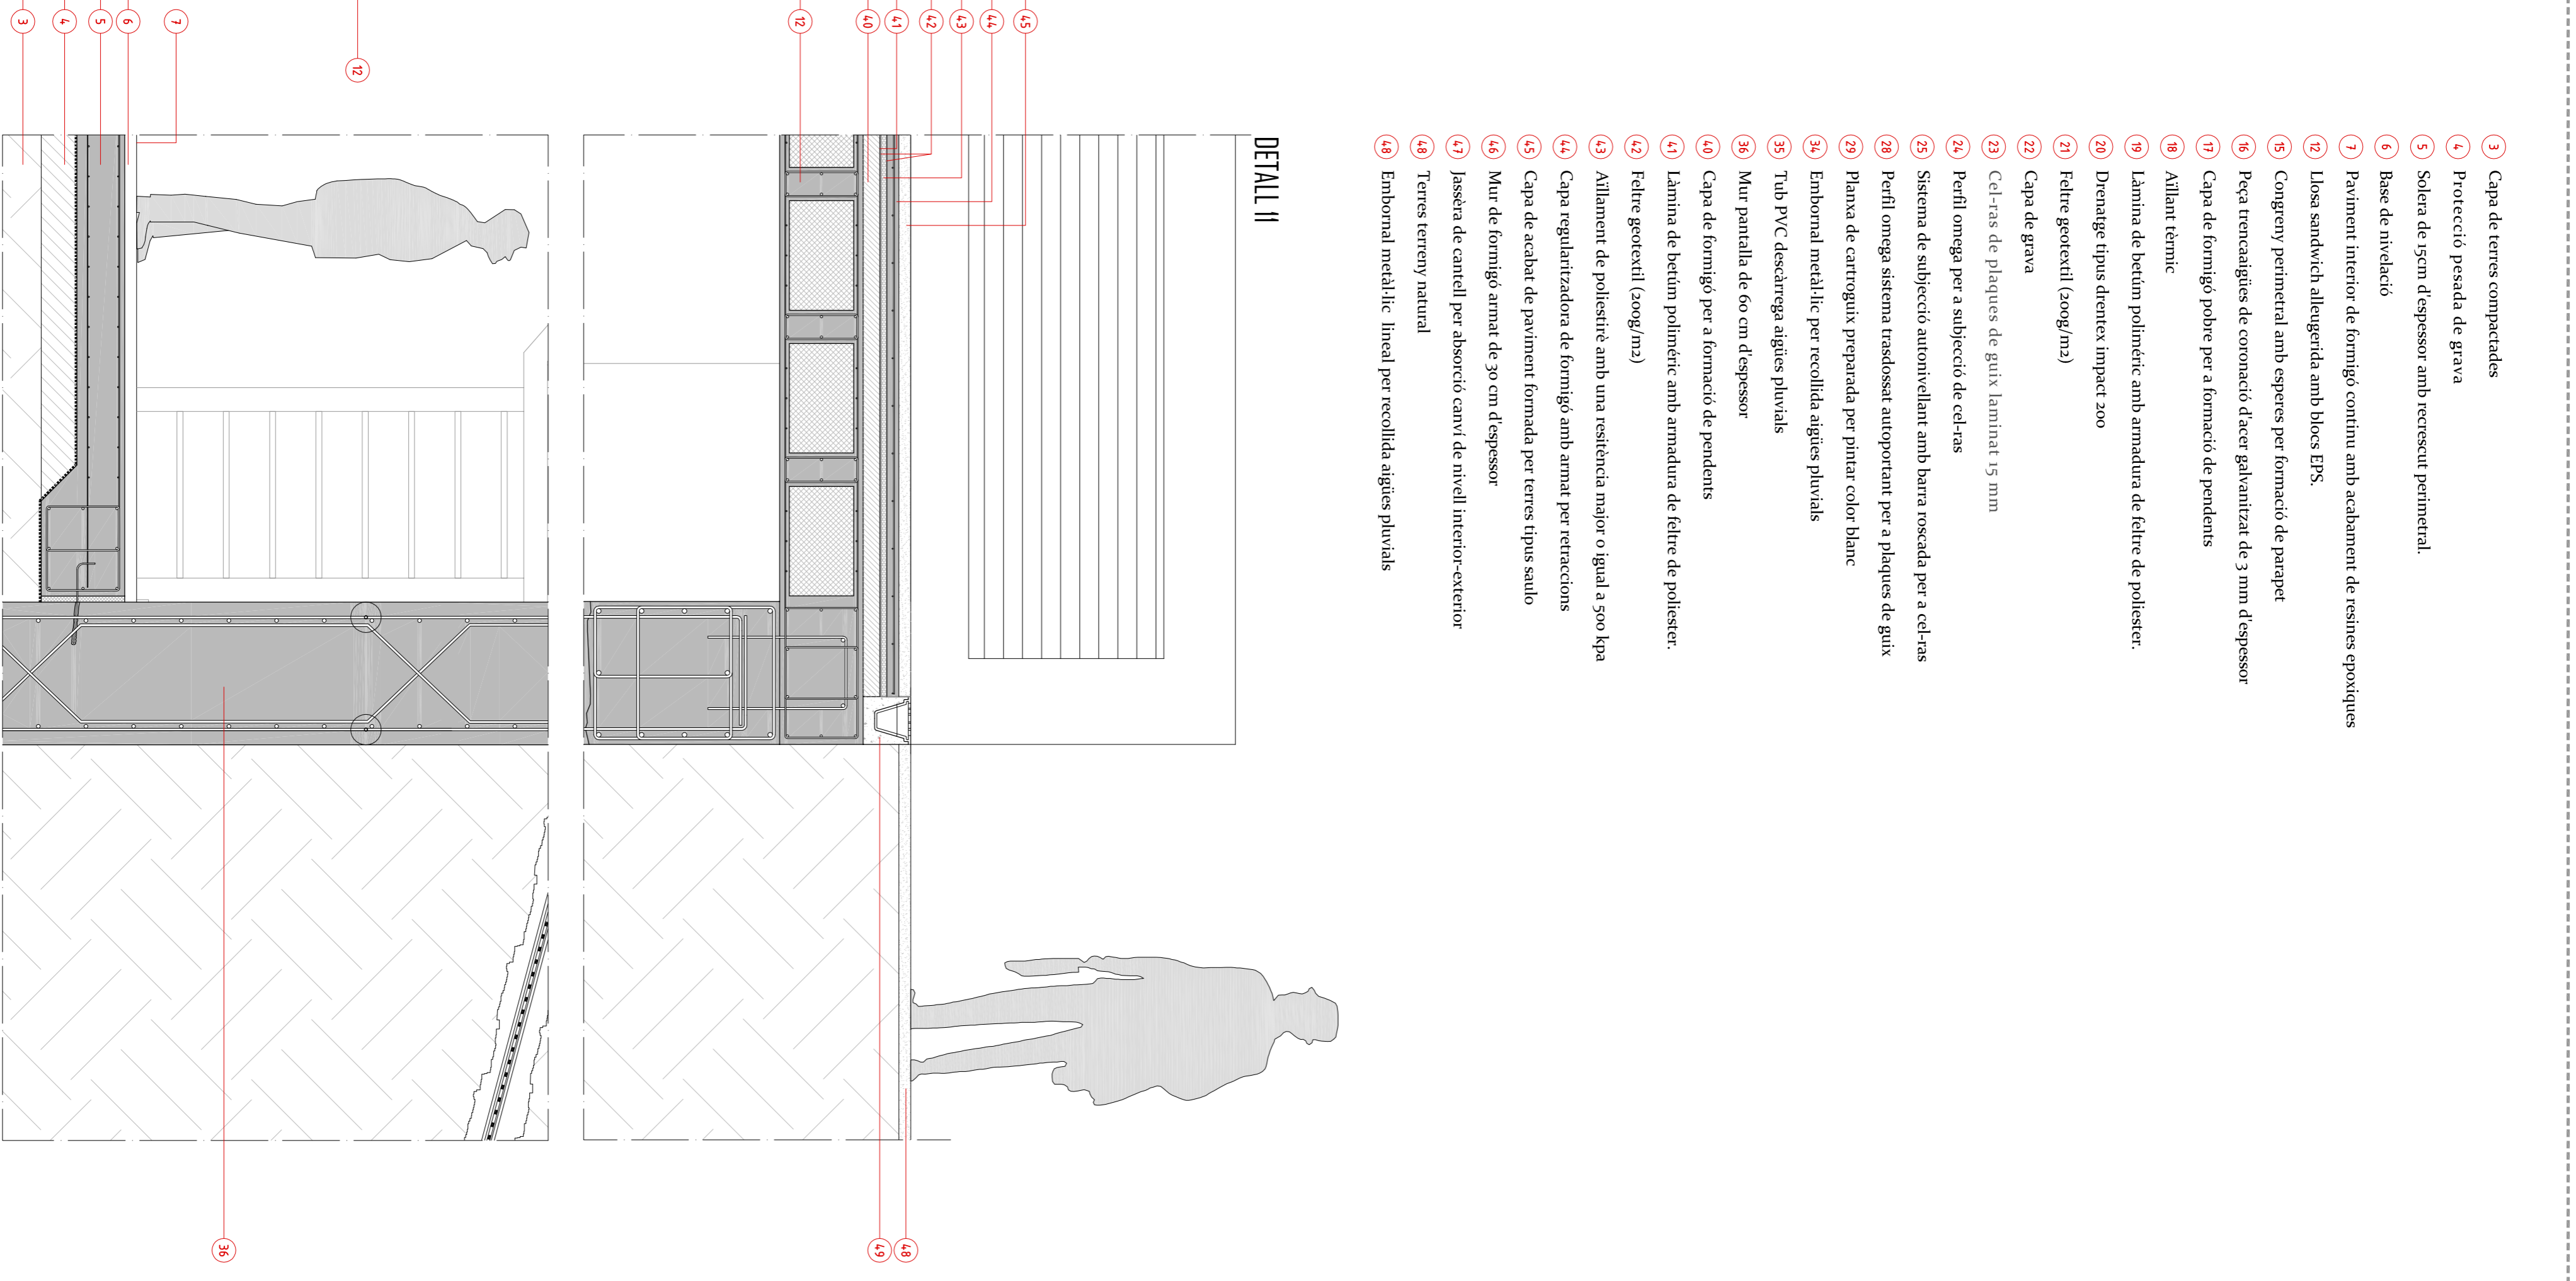 3 Capa de terres compactades
4 Protecció pesada de grava
5 Solera de 15cm d'espessor amb recrescut perimetral.
6 Base de nivelació
7 Paviment interior de formigó continu amb acabament de resines epoxiques
12 Llosa sandwich alleugerida amb blocs EPS.
15 Congreny perimetral amb esperes per formació de parapet
16 Peça trencaaigües de coronació d'acer galvanitzat de 3 mm d'espessor
17 Capa de formigó pobre per a formació de pendents
18 Aïllant tèrmic
19 Làmina de betúm poliméric amb armadura de feltre de poliester.
20 Drenatge tipus drentex impact 200
21 Feltre geotextil (200g/m2)
22 Capa de grava
23 Cel-ras de plaques de guix laminat 15 mm
24 Perfil omega per a subjecció de cel-ras
25 Sistema de subjecció autonivellant amb barra roscada per a cel-ras
28 Perfil omega sistema trasdossat autoportant per a plaques de guix
29 Planxa de cartroguix preparada per pintar color blanc
34 Embornal metàl·lic per recollida aigües pluvials
35 Tub PVC descàrrega aigües pluvials
36 Mur pantalla de 60 cm d'espessor
40 Capa de formigó per a formació de pendents
41 Làmina de betúm poliméric amb armadura de feltre de poliester.
42 Feltre geotextil (200g/m2)
43 Aïllament de poliestirè amb una resitència major o igual a 500 kpa
44 Capa regularitzadora de formigó amb armat per retraccions
45 Capa de acabat de paviment formada per terres tipus saulo
46 Mur de formigó armat de 30 cm d'espessor
47 Jassèra de cantell per absorció canví de nivell interior-exterior
48 Terres terreny natural
48 Embornal metàl·lic lineal per recollida aigües pluvials
DETALL 11
45
44
43
42
41
40
12
12
7
6
5
4
3
48
49
36